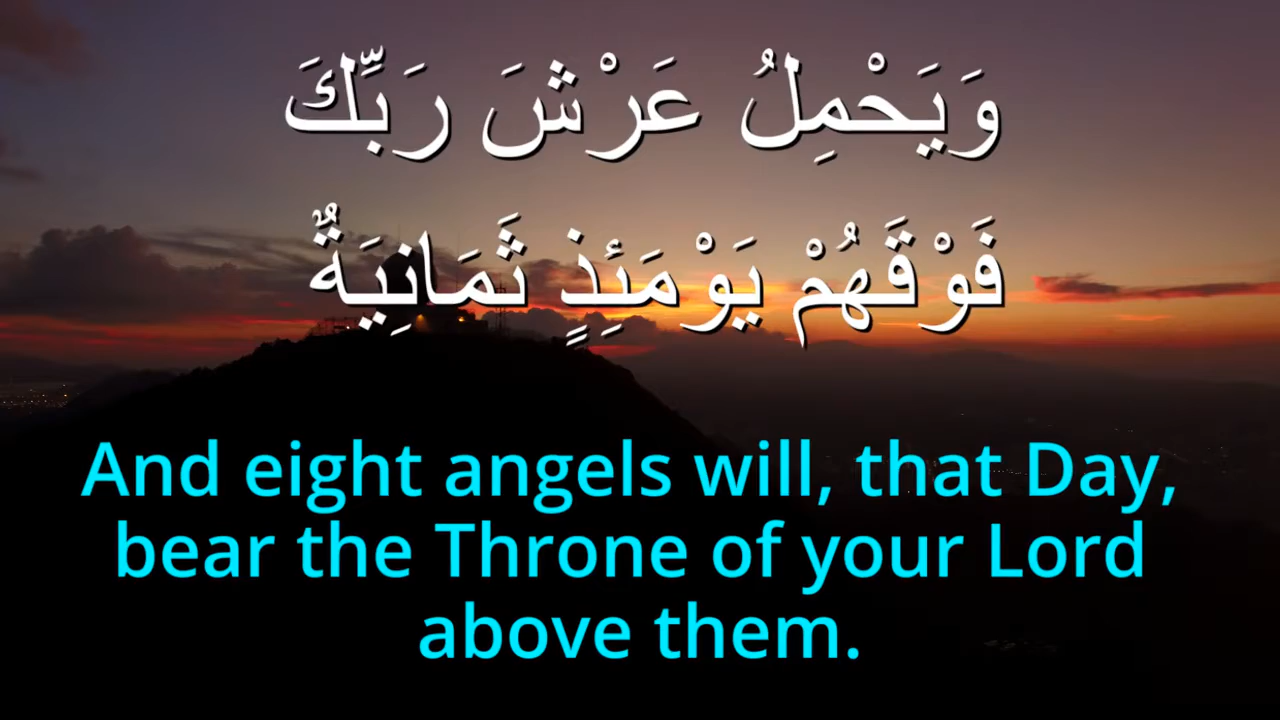 وَيَحْمِلُ عَرْشَ رَبِّكَ
فَوْقَهُمْ يَوْمَئِذٍ ثَمَانِيَةٌ
And eight angels will, that Day,
bear the Throne of your Lord
above them.